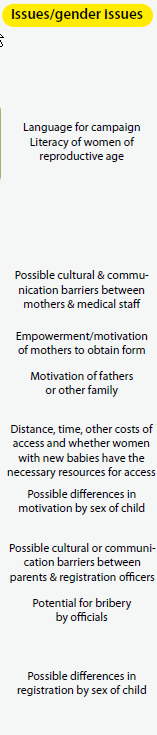 Issues/gender Issues
Language for campaign
Literacy of women of
reproductive age
Possible cultural & commu-
nication barriers between
mothers & medical staff
Empowerment/motivation
of mothers to obtain form
Motivation of fathers
or other family
Distance, time, other costs of
access and whether women
with new babies have the
necessary resources for access
Possible differences in
motivation by sex of child
Possible cultural or communi-
cation barriers between
parents & registration officers
Potential for bribery
by officials
Possible differences in
registration by sex of child